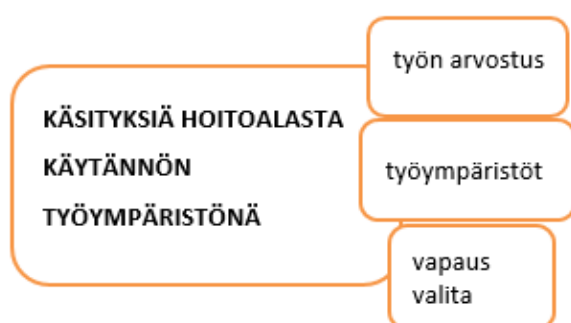 KÄSITYKSIÄ HOITOALASTA
KÄYTÄNNÖN
TYÖYMPÄRISTÖNÄ
työn arvostus
työympäristöt
vapaus
valita